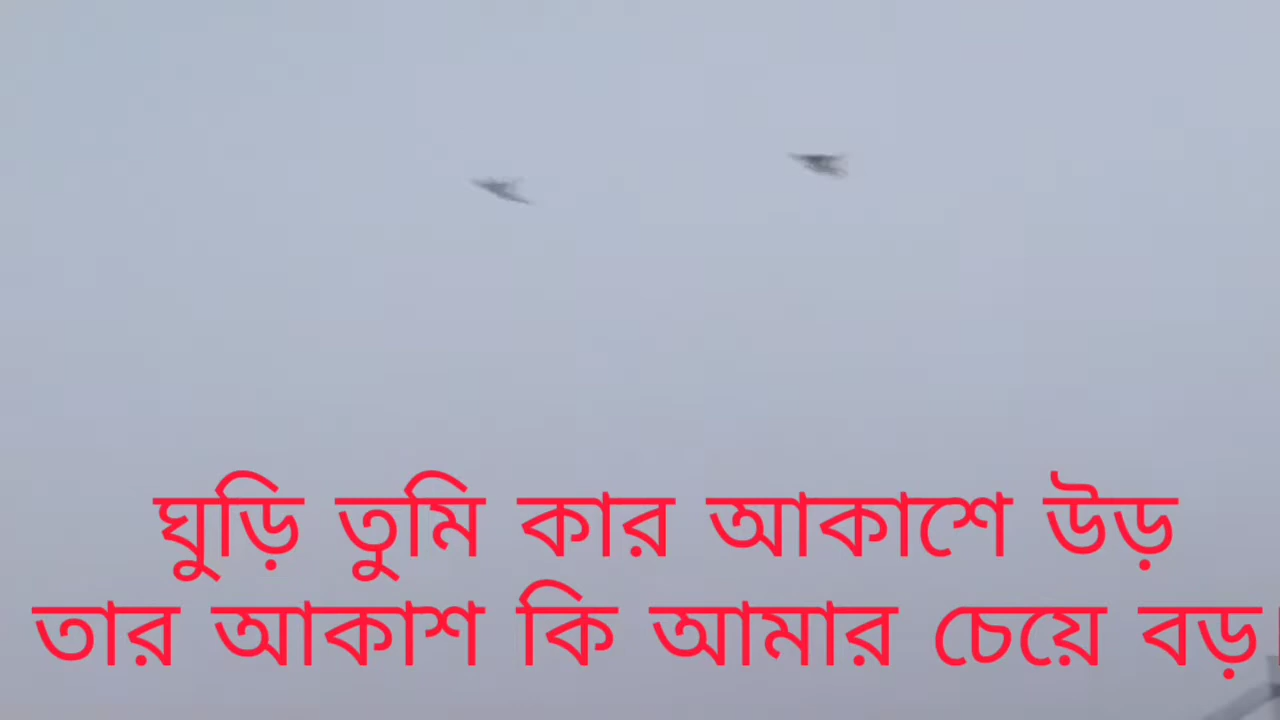 ঘুড়ি তুমি কার আকাশে উড়
তার আকাশ কি আমার চেয়ে বড়।